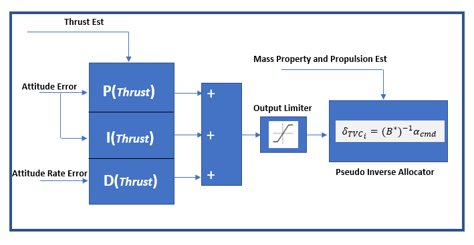 Thrust Est
Mass Property and Propulsion Est
Attitude Error
P(Thrust)
+
Output Limiter
I(Thrust)
+
δTVCᵢ = (B*)⁻¹αcmd
Attitude Rate Error
D(Thrust)
+
Pseudo Inverse Allocator